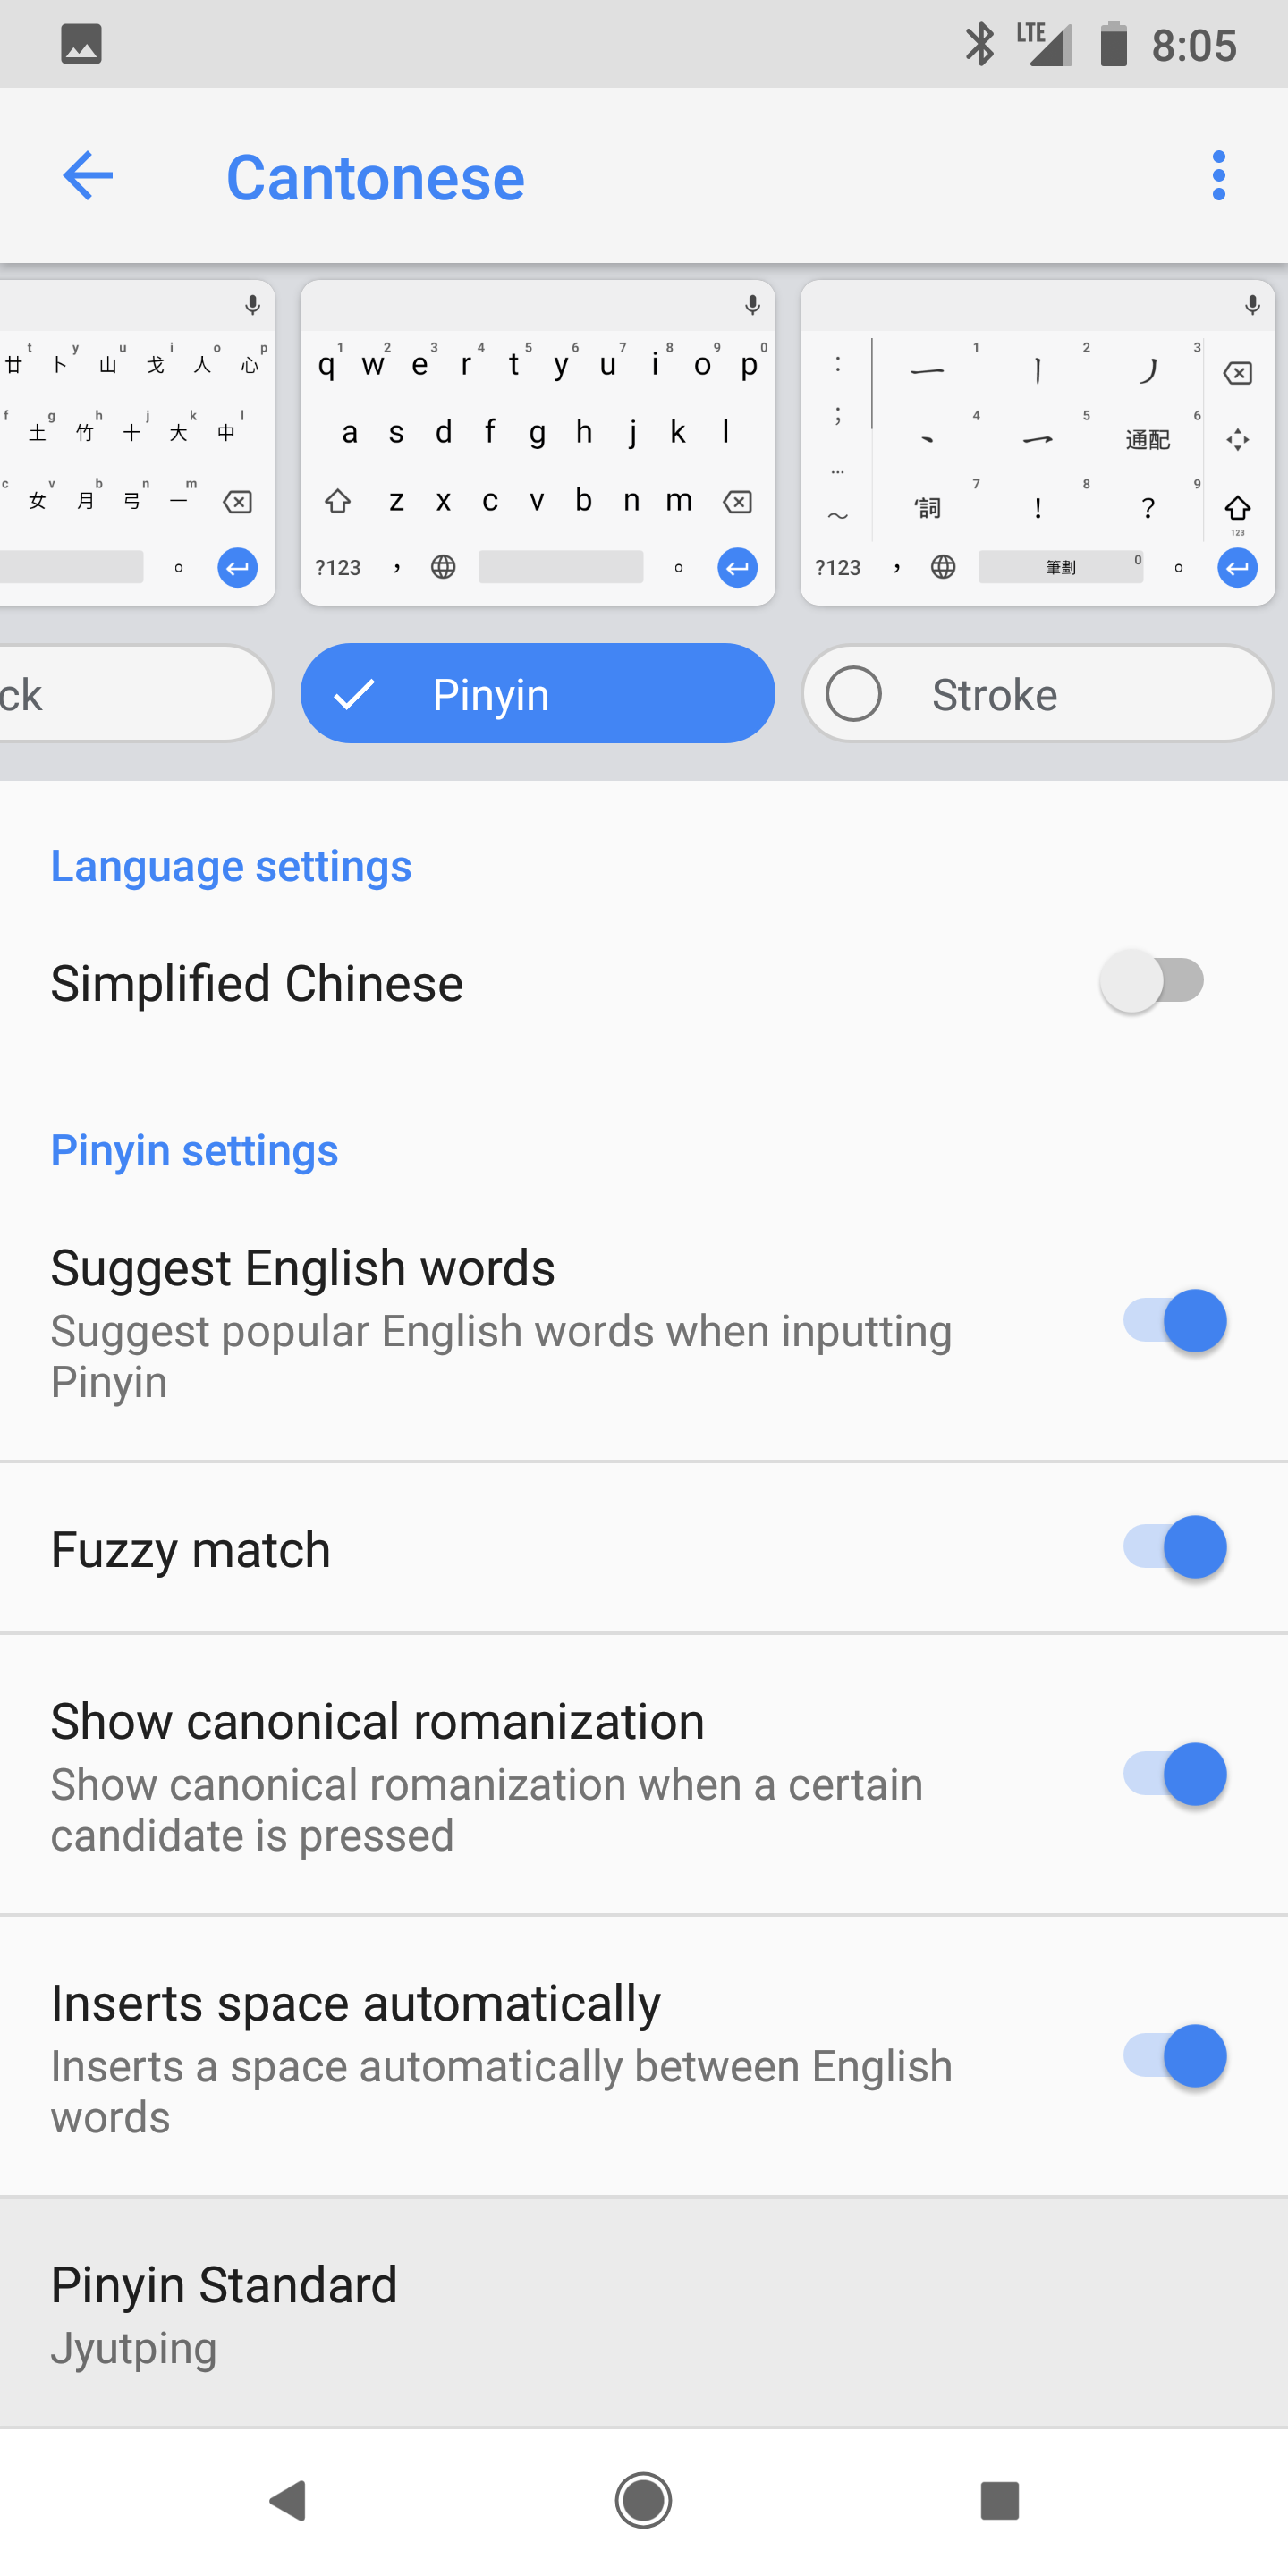 LTE 8:05
Cantonese
t y u i o p
廿 卜 山 戈 人 心
f g h j k l
土 竹 十 大 中
c v b n m
女 月 弓 一
。
1 2 3 4 5 6 7 8 9 0
q w e r t y u i o p
a s d f g h j k l
z x c v b n m
?123 , 。
: ; … ～
1 2 3
一 丨 丿
4 5 6
丶 乛 通配
7 8 9
'詞 ! ?
123
?123 , 筆劃 0 。
ck
Pinyin
Stroke
Language settings
Simplified Chinese
Pinyin settings
Suggest English words
Suggest popular English words when inputting
Pinyin
Fuzzy match
Show canonical romanization
Show canonical romanization when a certain
candidate is pressed
Inserts space automatically
Inserts a space automatically between English
words
Pinyin Standard
Jyutping